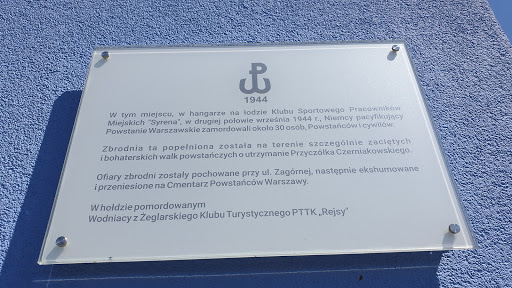 1944
W tym miejscu, w hangarze na łodzie Klubu Sportowego Pracowników
Miejskich "Syrena", w drugiej połowie września 1944 r., Niemcy pacyfikujący
Powstanie Warszawskie zamordowali około 30 osób, Powstańców i cywilów.
Zbrodnia ta popełniona została na terenie szczególnie zaciętych
i bohaterskich walk powstańczych o utrzymanie Przyczółka Czerniakowskiego.
Ofiary zbrodni zostały pochowane przy ul. Zagórnej, następnie ekshumowane
i przeniesione na Cmentarz Powstańców Warszawy.
W hołdzie pomordowanym
Wodniacy z Żeglarskiego Klubu Turystycznego PTTK „Rejsy"